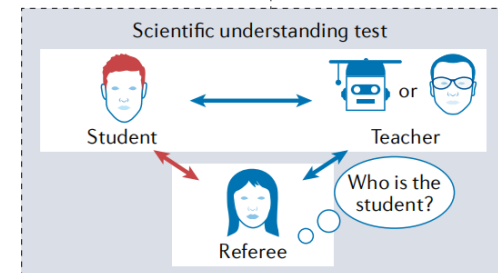 Scientific understanding test
or
Student
Teacher
Who is the
student?
Referee